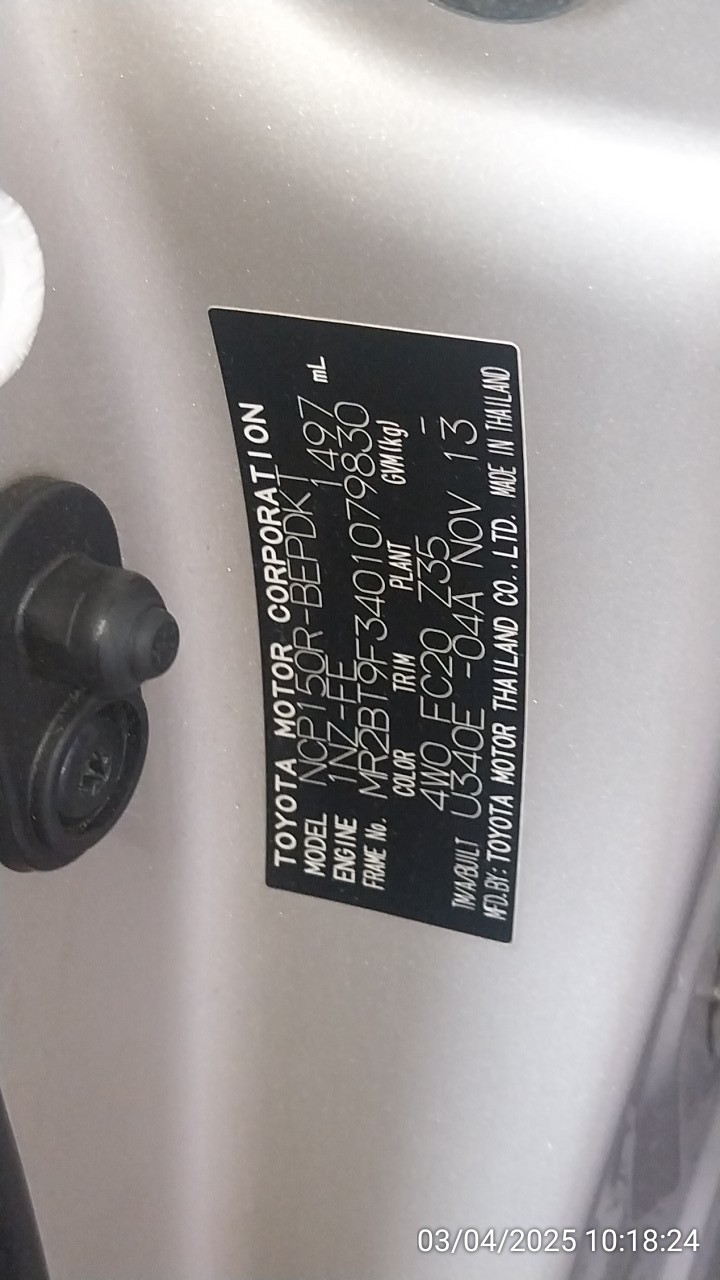 TOYOTA MOTOR CORPORATION
MODEL NCP150R-BEPDKT
ENGINE 1NZ-FE 1497 mL
FRAME No. MR2BT9F3401079830
COLOR TRIM PLANT GVM(kg)
4W0 FC20 Z35 -
TM/A/BUILT U340E -04A NOV 13
MFD.BY: TOYOTA MOTOR THAILAND CO.,LTD. MADE IN THAILAND
03/04/2025 10:18:24